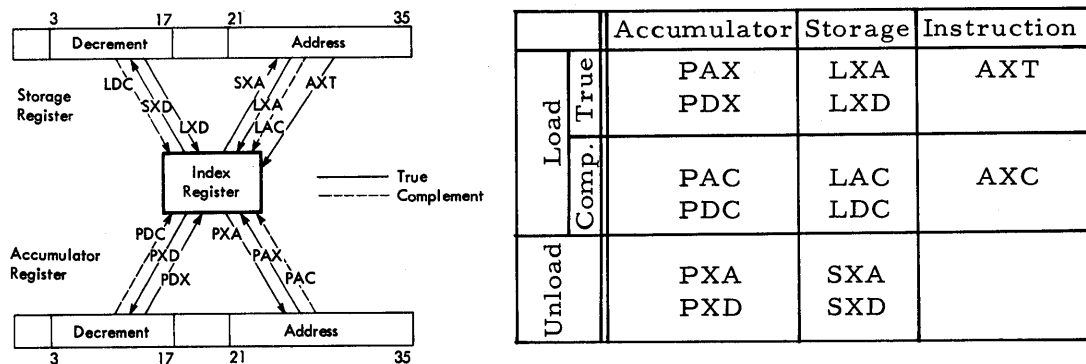 3 17 21 35
Decrement Address
LDC SXA AXT
Storage
Register
SXD LXA
LXD LAC
Index
Register
True
Complement
PDC PXA
Accumulator
Register
PXD PAX
PDX PAC
Decrement Address
3 17 21 35
Accumulator Storage Instruction
Load True PAX LXA AXT
PDX LXD
Comp. PAC LAC AXC
PDC LDC
Unload PXA SXA
PXD SXD